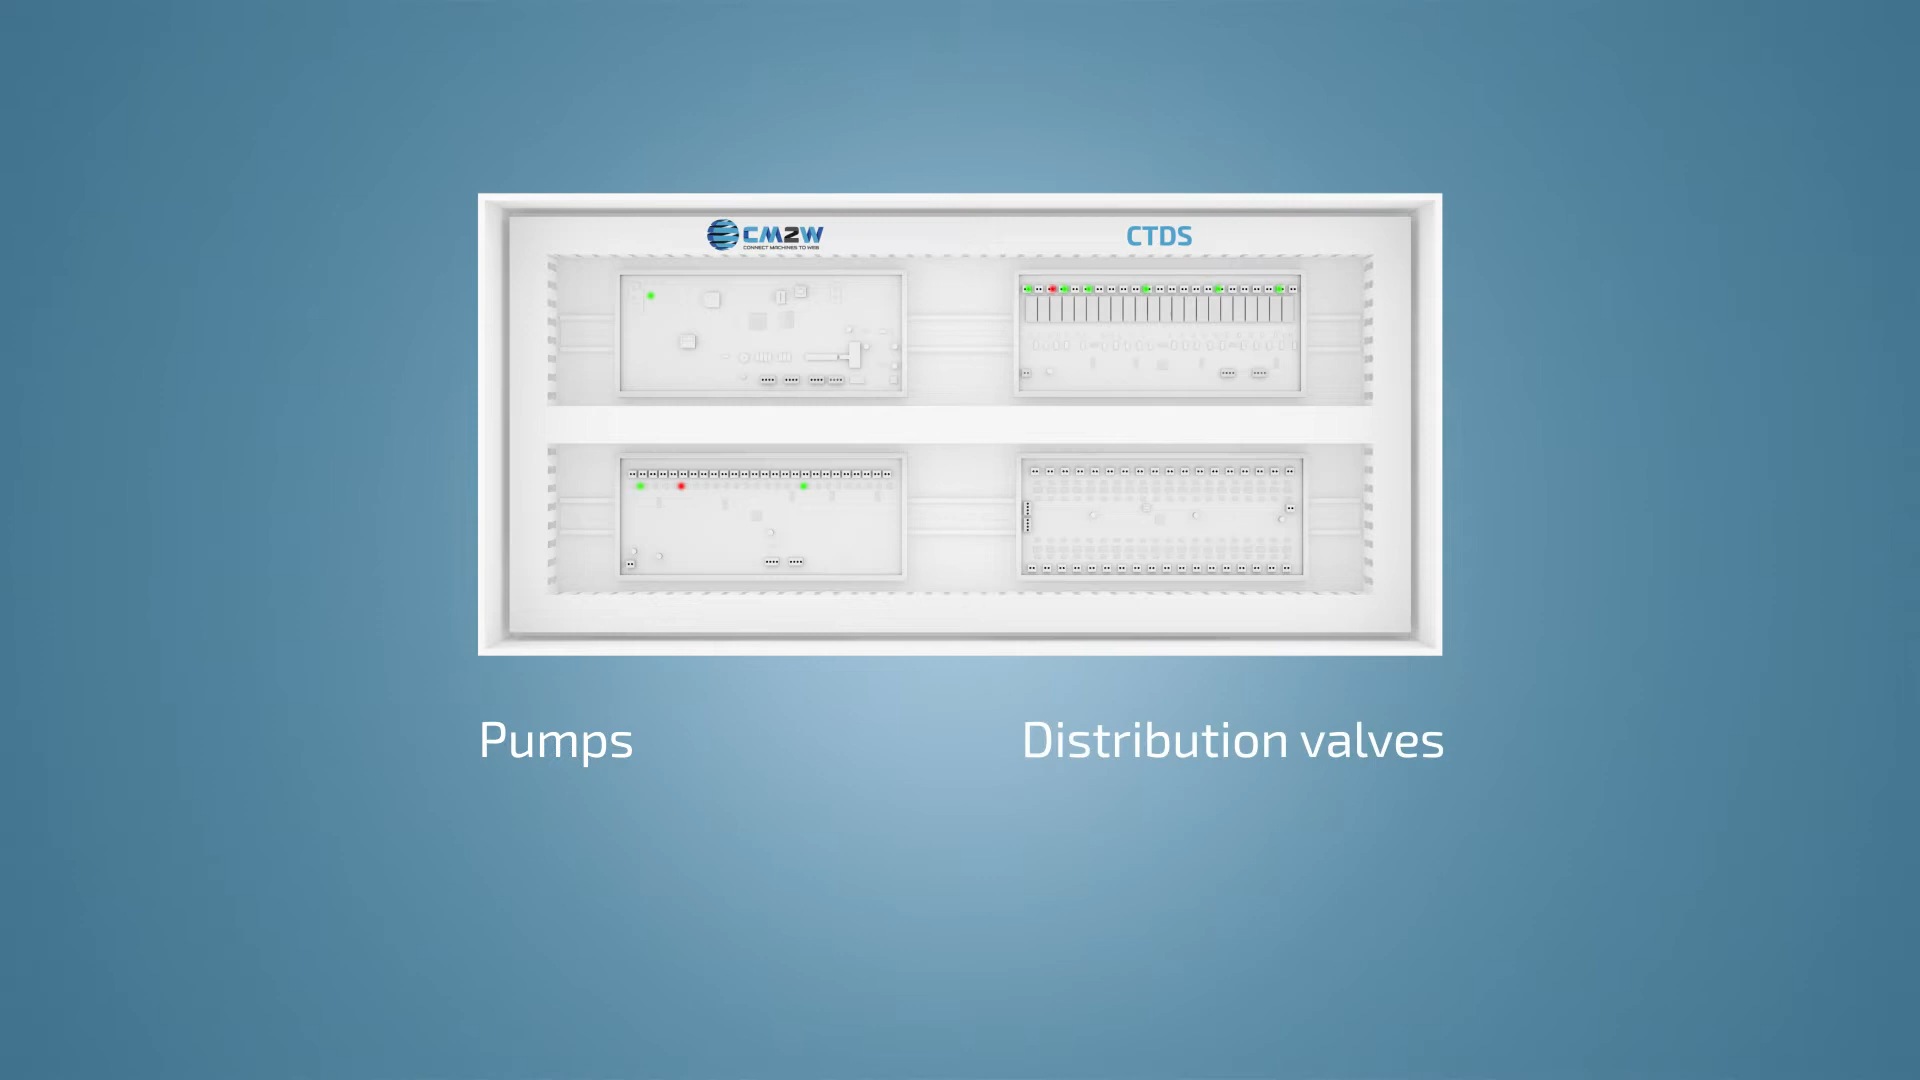 CM2W
CONNECT MACHINES TO WEB
CTDS
Pumps
Distribution valves